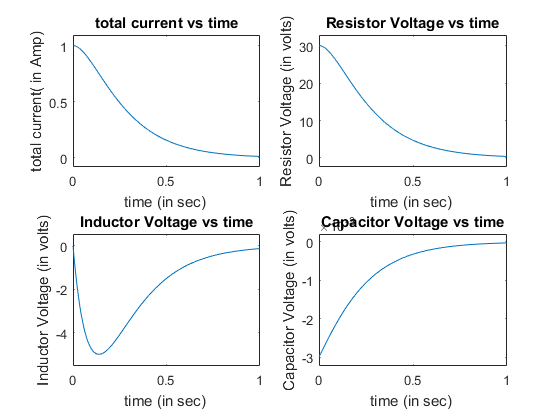 total current vs time
total current( in Amp)
1
0.5
0
0
0.5
1
time (in sec)
Resistor Voltage vs time
Resistor Voltage (in volts)
30
20
10
0
0
0.5
1
time (in sec)
Inductor Voltage vs time
Inductor Voltage (in volts)
0
-2
-4
0
0.5
1
time (in sec)
Capacitor Voltage vs time
Capacitor Voltage (in volts)
0
-1
-2
-3
0
0.5
1
time (in sec)